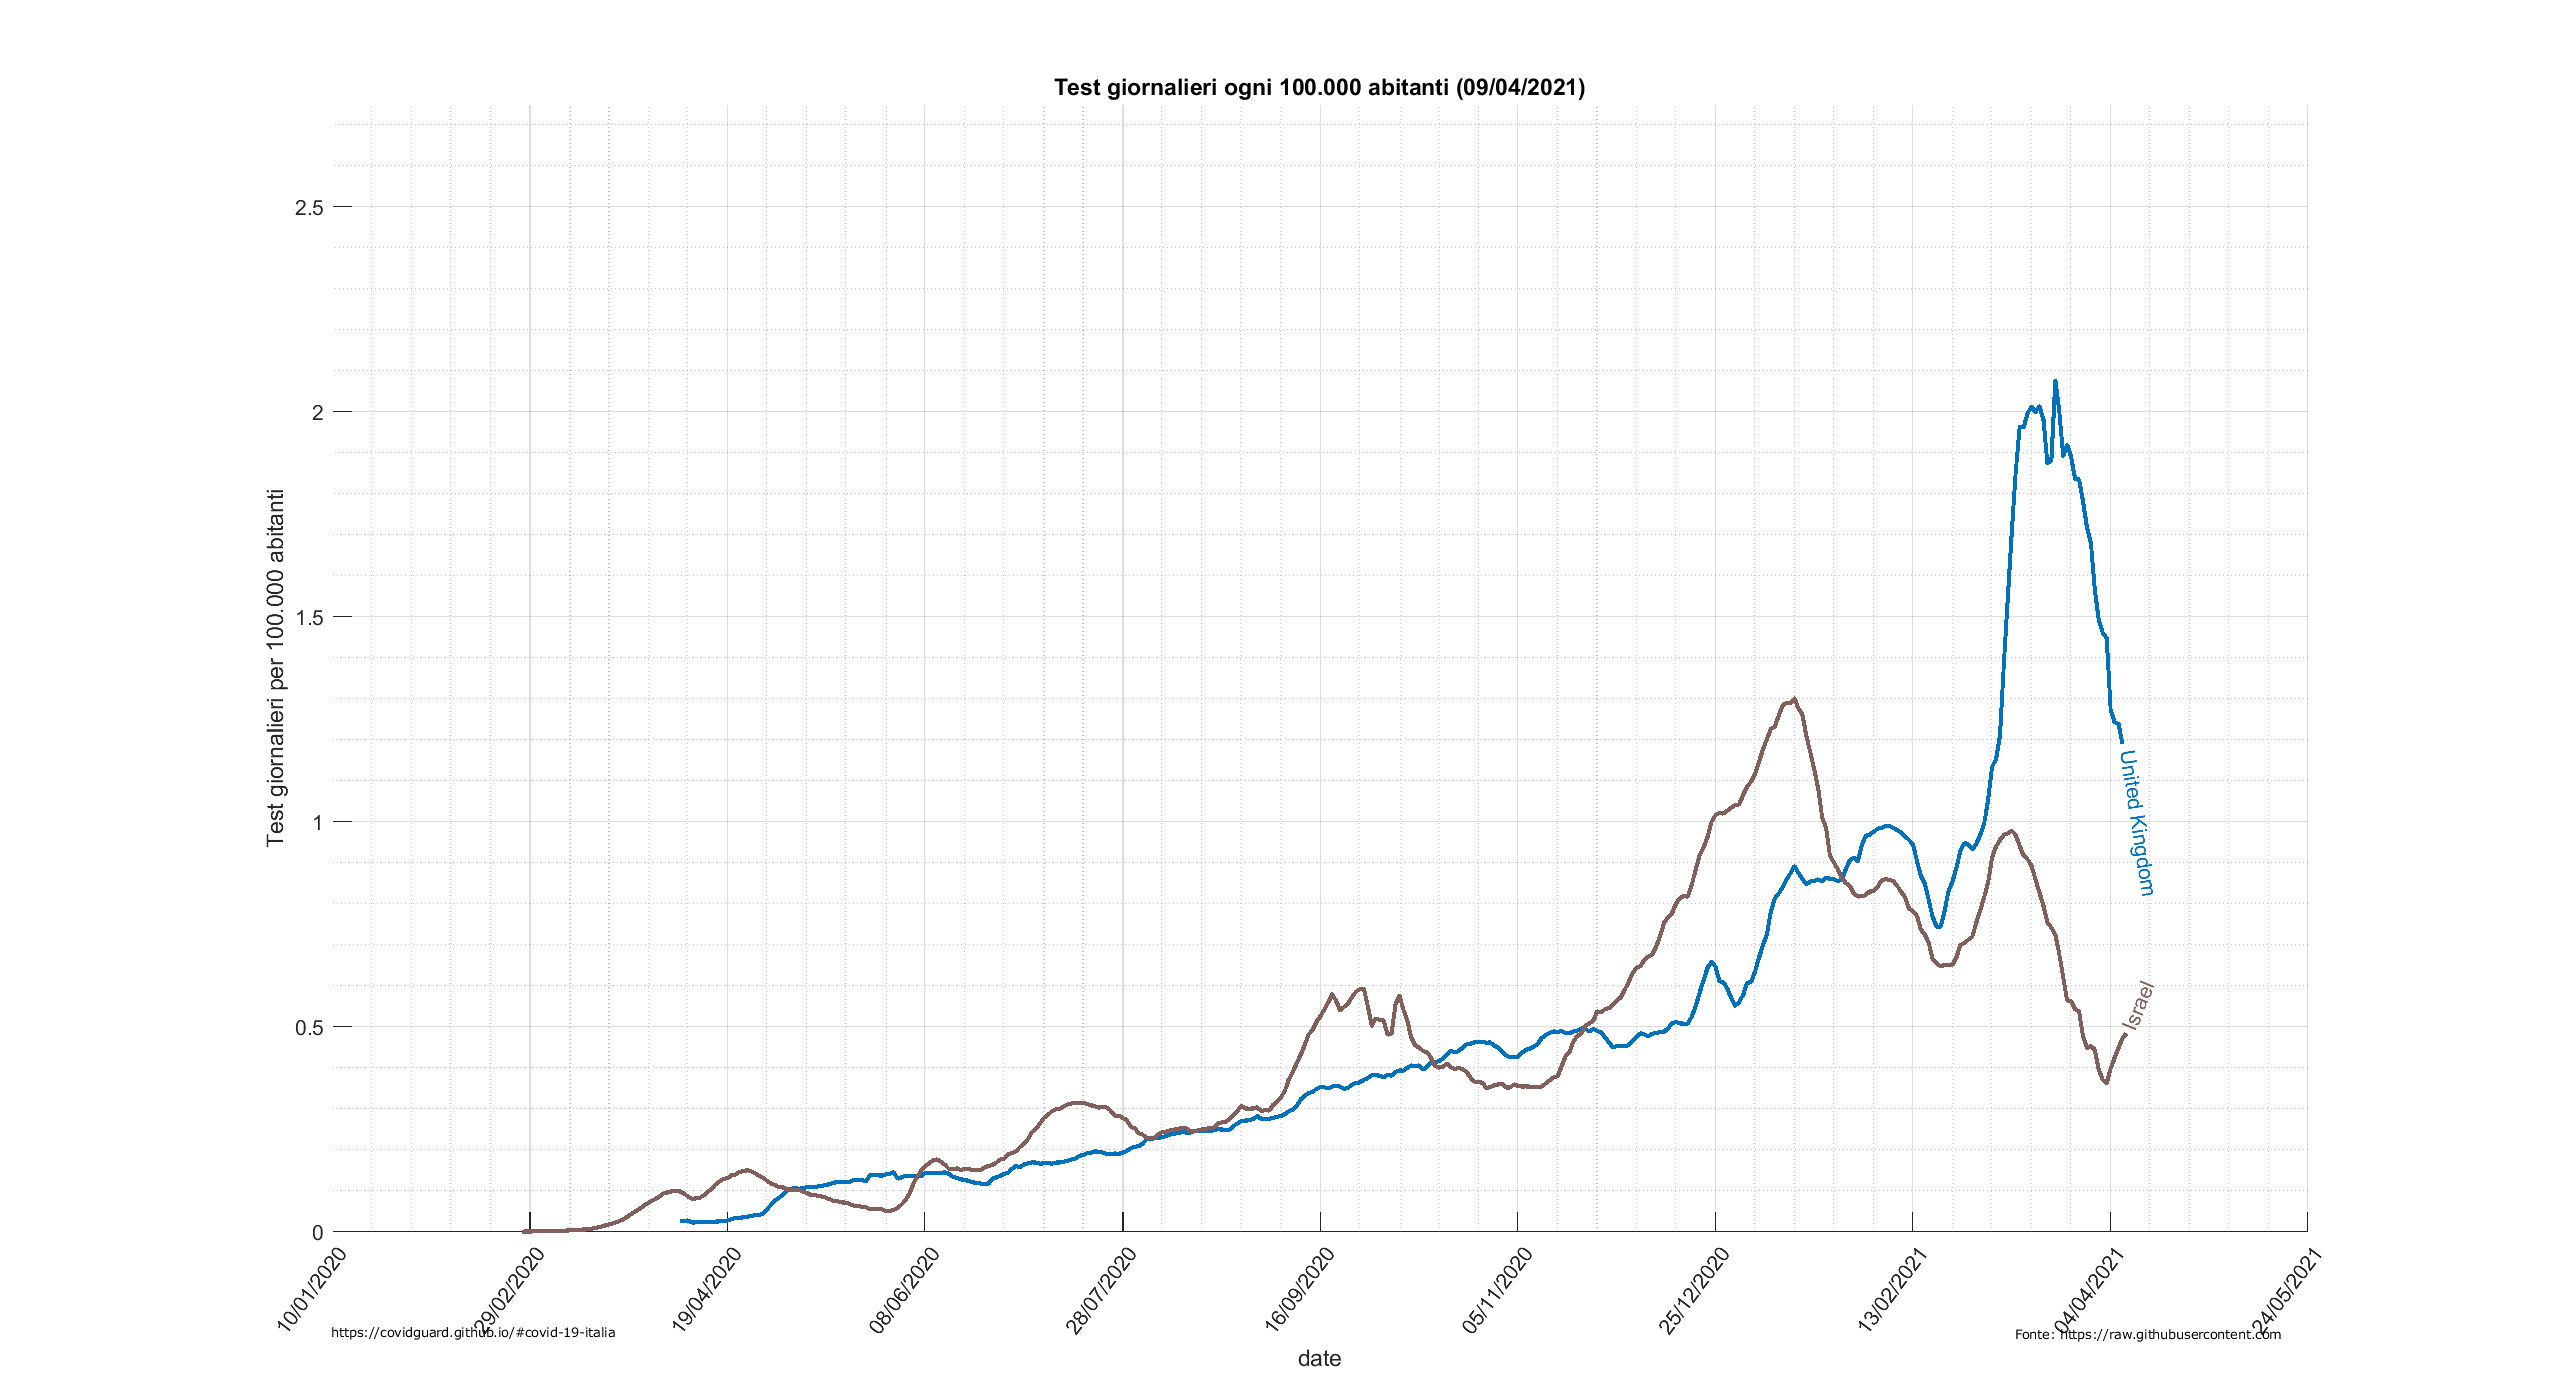 Test giornalieri ogni 100.000 abitanti (09/04/2021)
Test giornalieri per 100.000 abitanti
2.5
2
1.5
1
0.5
0
United Kingdom
Israel
10/01/2020
29/02/2020
19/04/2020
08/06/2020
28/07/2020
16/09/2020
05/11/2020
25/12/2020
13/02/2021
04/04/2021
24/05/2021
https://covidguard.github.io/#covid-19-italia
Fonte: https://raw.githubusercontent.com
date